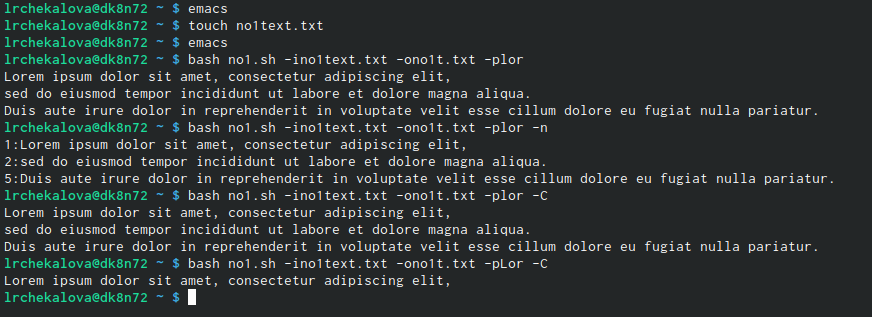 lrchekalova@dk8n72 ~ $ emacs
lrchekalova@dk8n72 ~ $ touch no1text.txt
lrchekalova@dk8n72 ~ $ emacs
lrchekalova@dk8n72 ~ $ bash no1.sh -ino1text.txt -ono1t.txt -plor
Lorem ipsum dolor sit amet, consectetur adipiscing elit,
sed do eiusmod tempor incididunt ut labore et dolore magna aliqua.
Duis aute irure dolor in reprehenderit in voluptate velit esse cillum dolore eu fugiat nulla pariatur.
lrchekalova@dk8n72 ~ $ bash no1.sh -ino1text.txt -ono1t.txt -plor -n
1:Lorem ipsum dolor sit amet, consectetur adipiscing elit,
2:sed do eiusmod tempor incididunt ut labore et dolore magna aliqua.
5:Duis aute irure dolor in reprehenderit in voluptate velit esse cillum dolore eu fugiat nulla pariatur.
lrchekalova@dk8n72 ~ $ bash no1.sh -ino1text.txt -ono1t.txt -plor -C
Lorem ipsum dolor sit amet, consectetur adipiscing elit,
sed do eiusmod tempor incididunt ut labore et dolore magna aliqua.
Duis aute irure dolor in reprehenderit in voluptate velit esse cillum dolore eu fugiat nulla pariatur.
lrchekalova@dk8n72 ~ $ bash no1.sh -ino1text.txt -ono1t.txt -pLor -C
Lorem ipsum dolor sit amet, consectetur adipiscing elit,
lrchekalova@dk8n72 ~ $